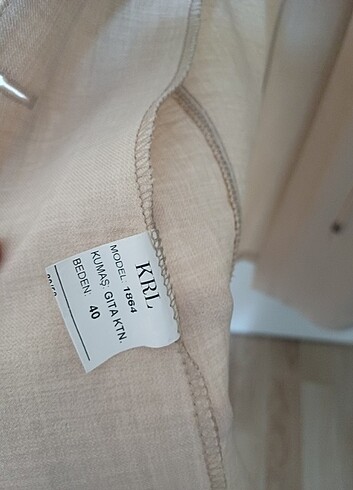 KRL
MODEL: 1864
KUMAŞ: GITA KTN.
BEDEN: 40